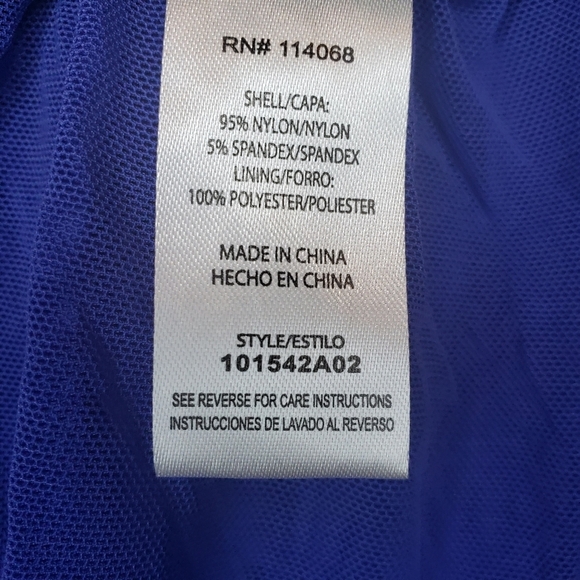 RN# 114068
SHELL/CAPA:
95% NYLON/NYLON
5% SPANDEX/SPANDEX
LINING/FORRO:
100% POLYESTER/POLIESTER
MADE IN CHINA
HECHO EN CHINA
STYLE/ESTILO
101542A02
SEE REVERSE FOR CARE INSTRUCTIONS
INSTRUCCIONES DE LAVADO AL REVERSO